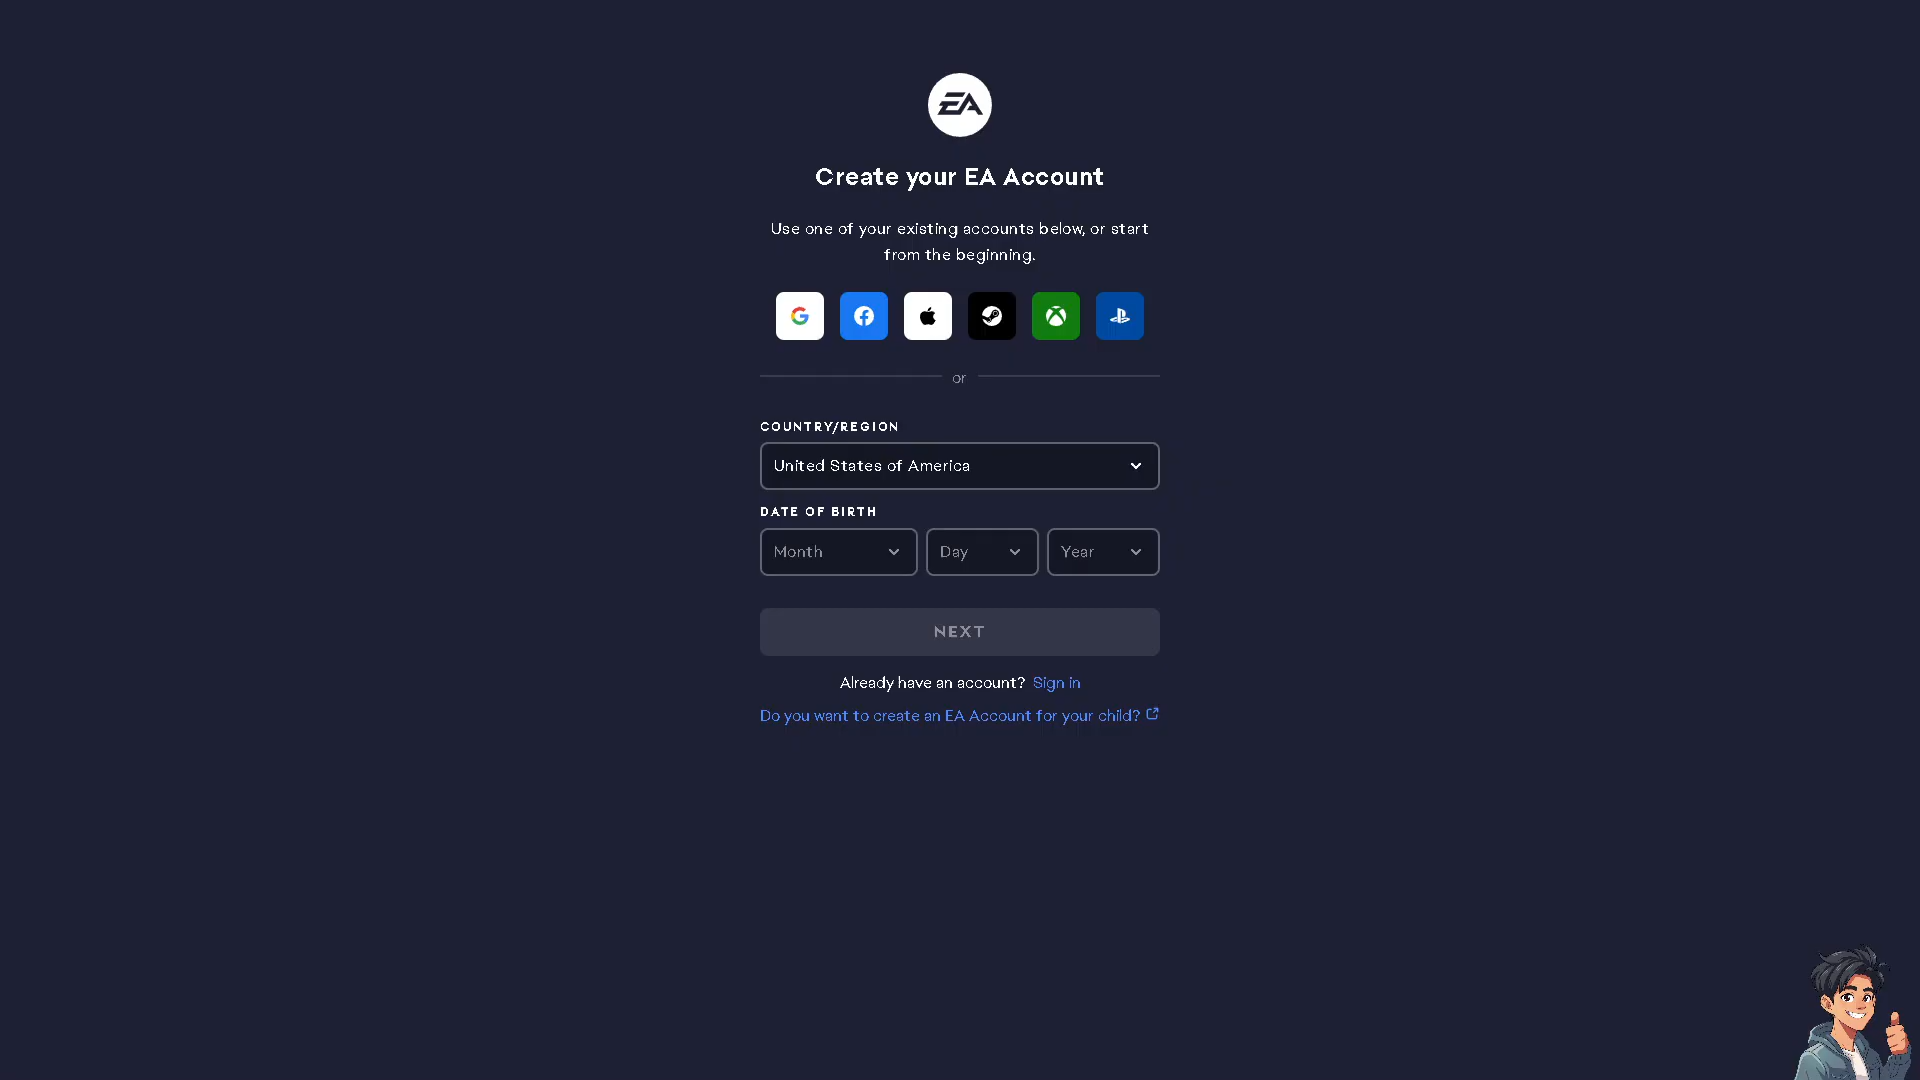 EA
Create your EA Account
Use one of your existing accounts below, or start
from the beginning.
or
COUNTRY/REGION
United States of America
DATE OF BIRTH
Month Day Year
NEXT
Already have an account? Sign in
Do you want to create an EA Account for your child?